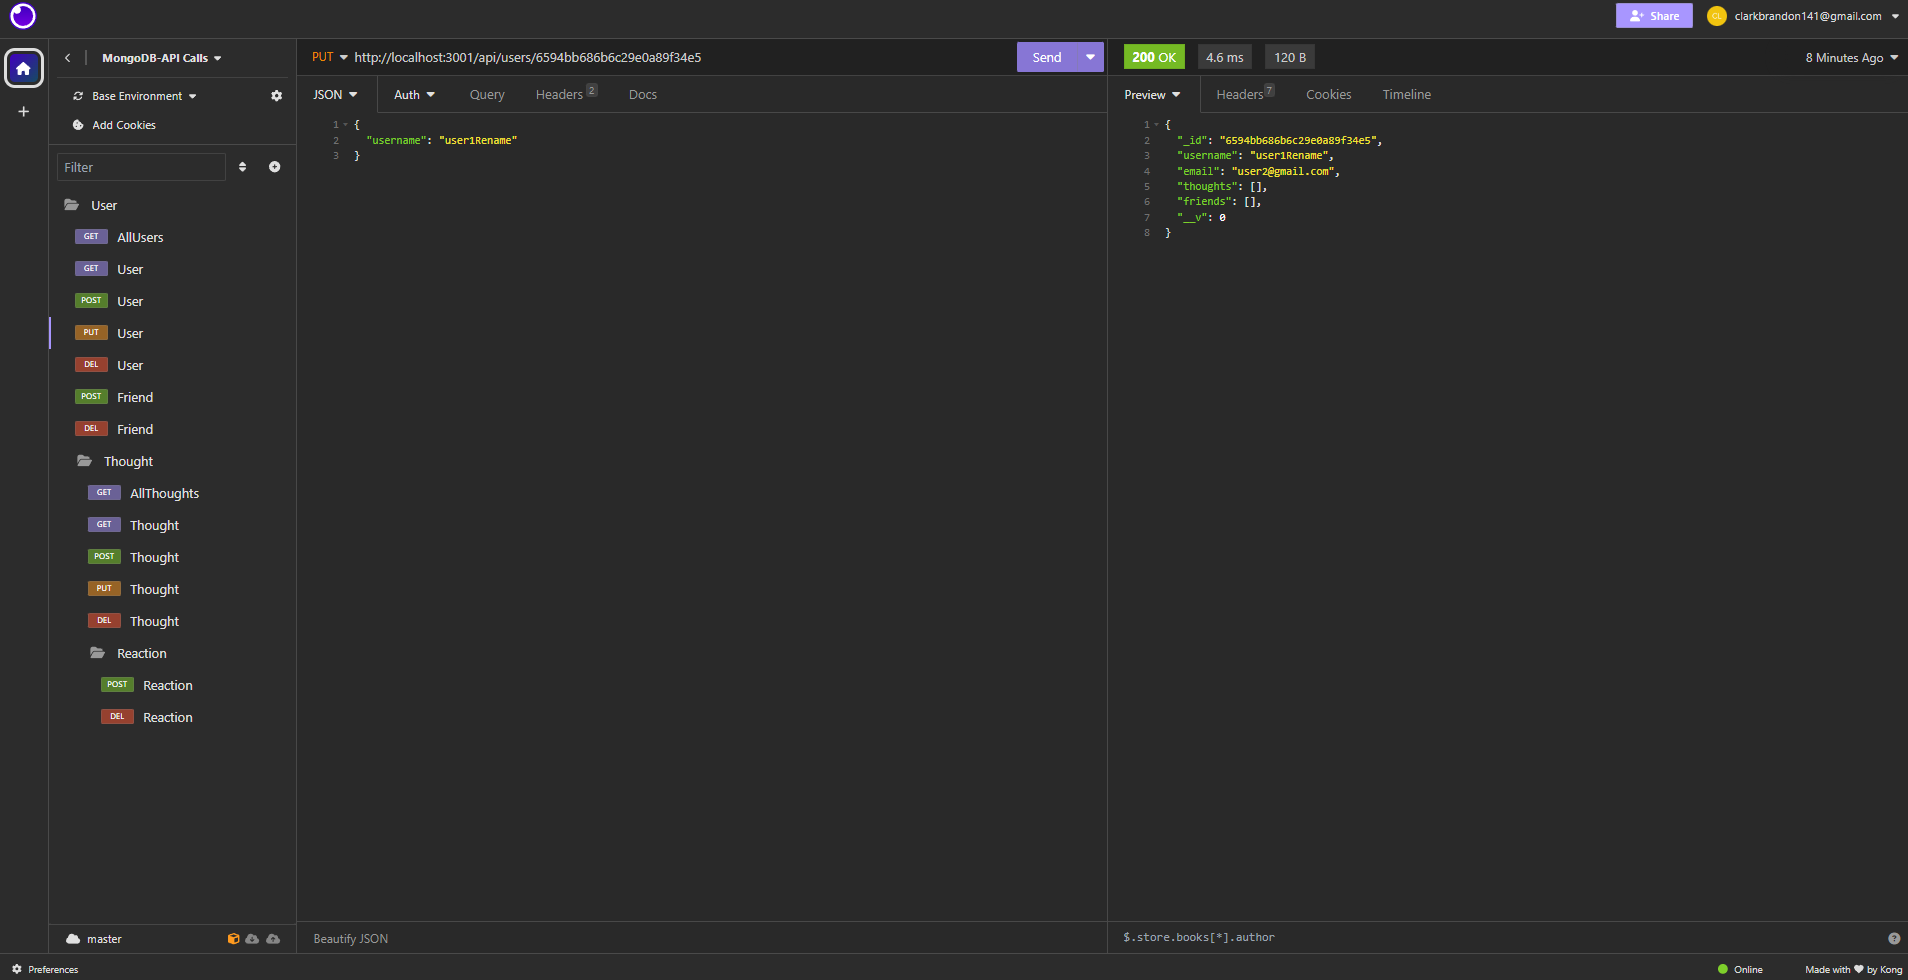 Share
CL
clarkbrandon141@gmail.com
MongoDB-API Calls
Base Environment
Add Cookies
Filter
User
GET AllUsers
GET User
POST User
PUT User
DEL User
POST Friend
DEL Friend
Thought
GET AllThoughts
GET Thought
POST Thought
PUT Thought
DEL Thought
Reaction
POST Reaction
DEL Reaction
master
PUT http://localhost:3001/api/users/6594bb686b6c29e0a89f34e5 Send
JSON Auth Query Headers 2 Docs
1 {
2 "username": "user1Rename"
3 }
Beautify JSON
200 OK 4.6 ms 120 B 8 Minutes Ago
Preview Headers 7 Cookies Timeline
1 {
2 "_id": "6594bb686b6c29e0a89f34e5",
3 "username": "user1Rename",
4 "email": "user2@gmail.com",
5 "thoughts": [],
6 "friends": [],
7 "__v": 0
8 }
$.store.books[*].author
?
Preferences
Online
Made with ♥ by Kong